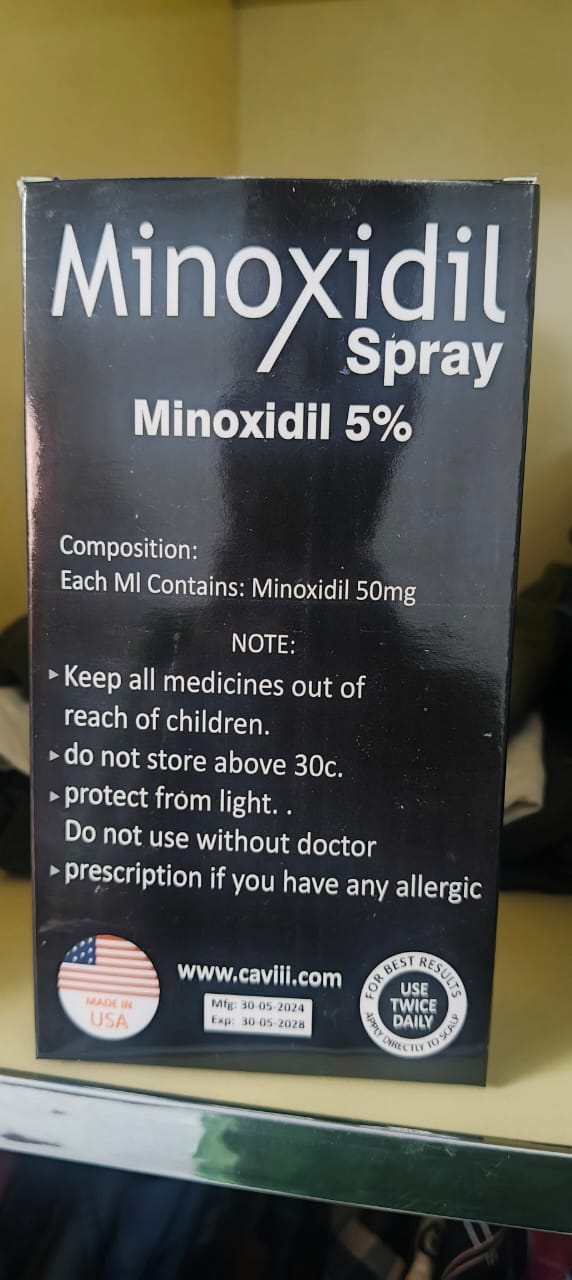 Minoxidil
Spray
Minoxidil 5%
Composition:
Each Ml Contains: Minoxidil 50mg
NOTE:
▸Keep all medicines out of
reach of children.
▸do not store above 30c.
▸protect from light. .
Do not use without doctor
▸prescription if you have any allergic
MADE IN
USA
www.caviii.com
Mfg: 30-05-2024
Exp: 30-05-2028
FOR BEST RESULTS
USE
TWICE
DAILY
APPLY DIRECTLY TO SCALP